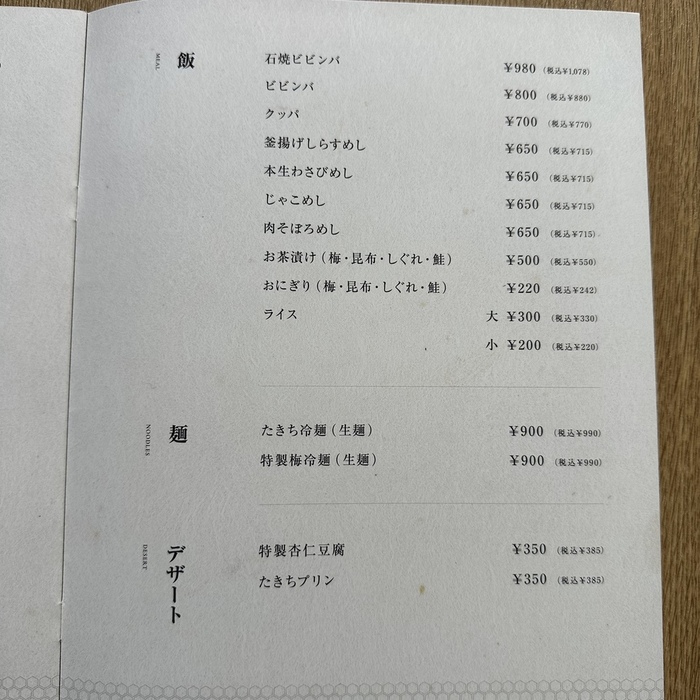 飯
MEAL
石焼ビビンバ ¥980 (税込¥1,078)
ビビンバ ¥800 (税込¥880)
クッパ ¥700 (税込¥770)
釜揚げしらすめし ¥650 (税込¥715)
本生わさびめし ¥650 (税込¥715)
じゃこめし ¥650 (税込¥715)
肉そぼろめし ¥650 (税込¥715)
お茶漬け(梅・昆布・しぐれ・鮭) ¥500 (税込¥550)
おにぎり(梅・昆布・しぐれ・鮭) ¥220 (税込¥242)
ライス 大 ¥300 (税込¥330)
小 ¥200 (税込¥220)
麺
NOODLES
たきち冷麺(生麺) ¥900 (税込¥990)
特製梅冷麺(生麺) ¥900 (税込¥990)
デザート
DESERT
特製杏仁豆腐 ¥350 (税込¥385)
たきちプリン ¥350 (税込¥385)